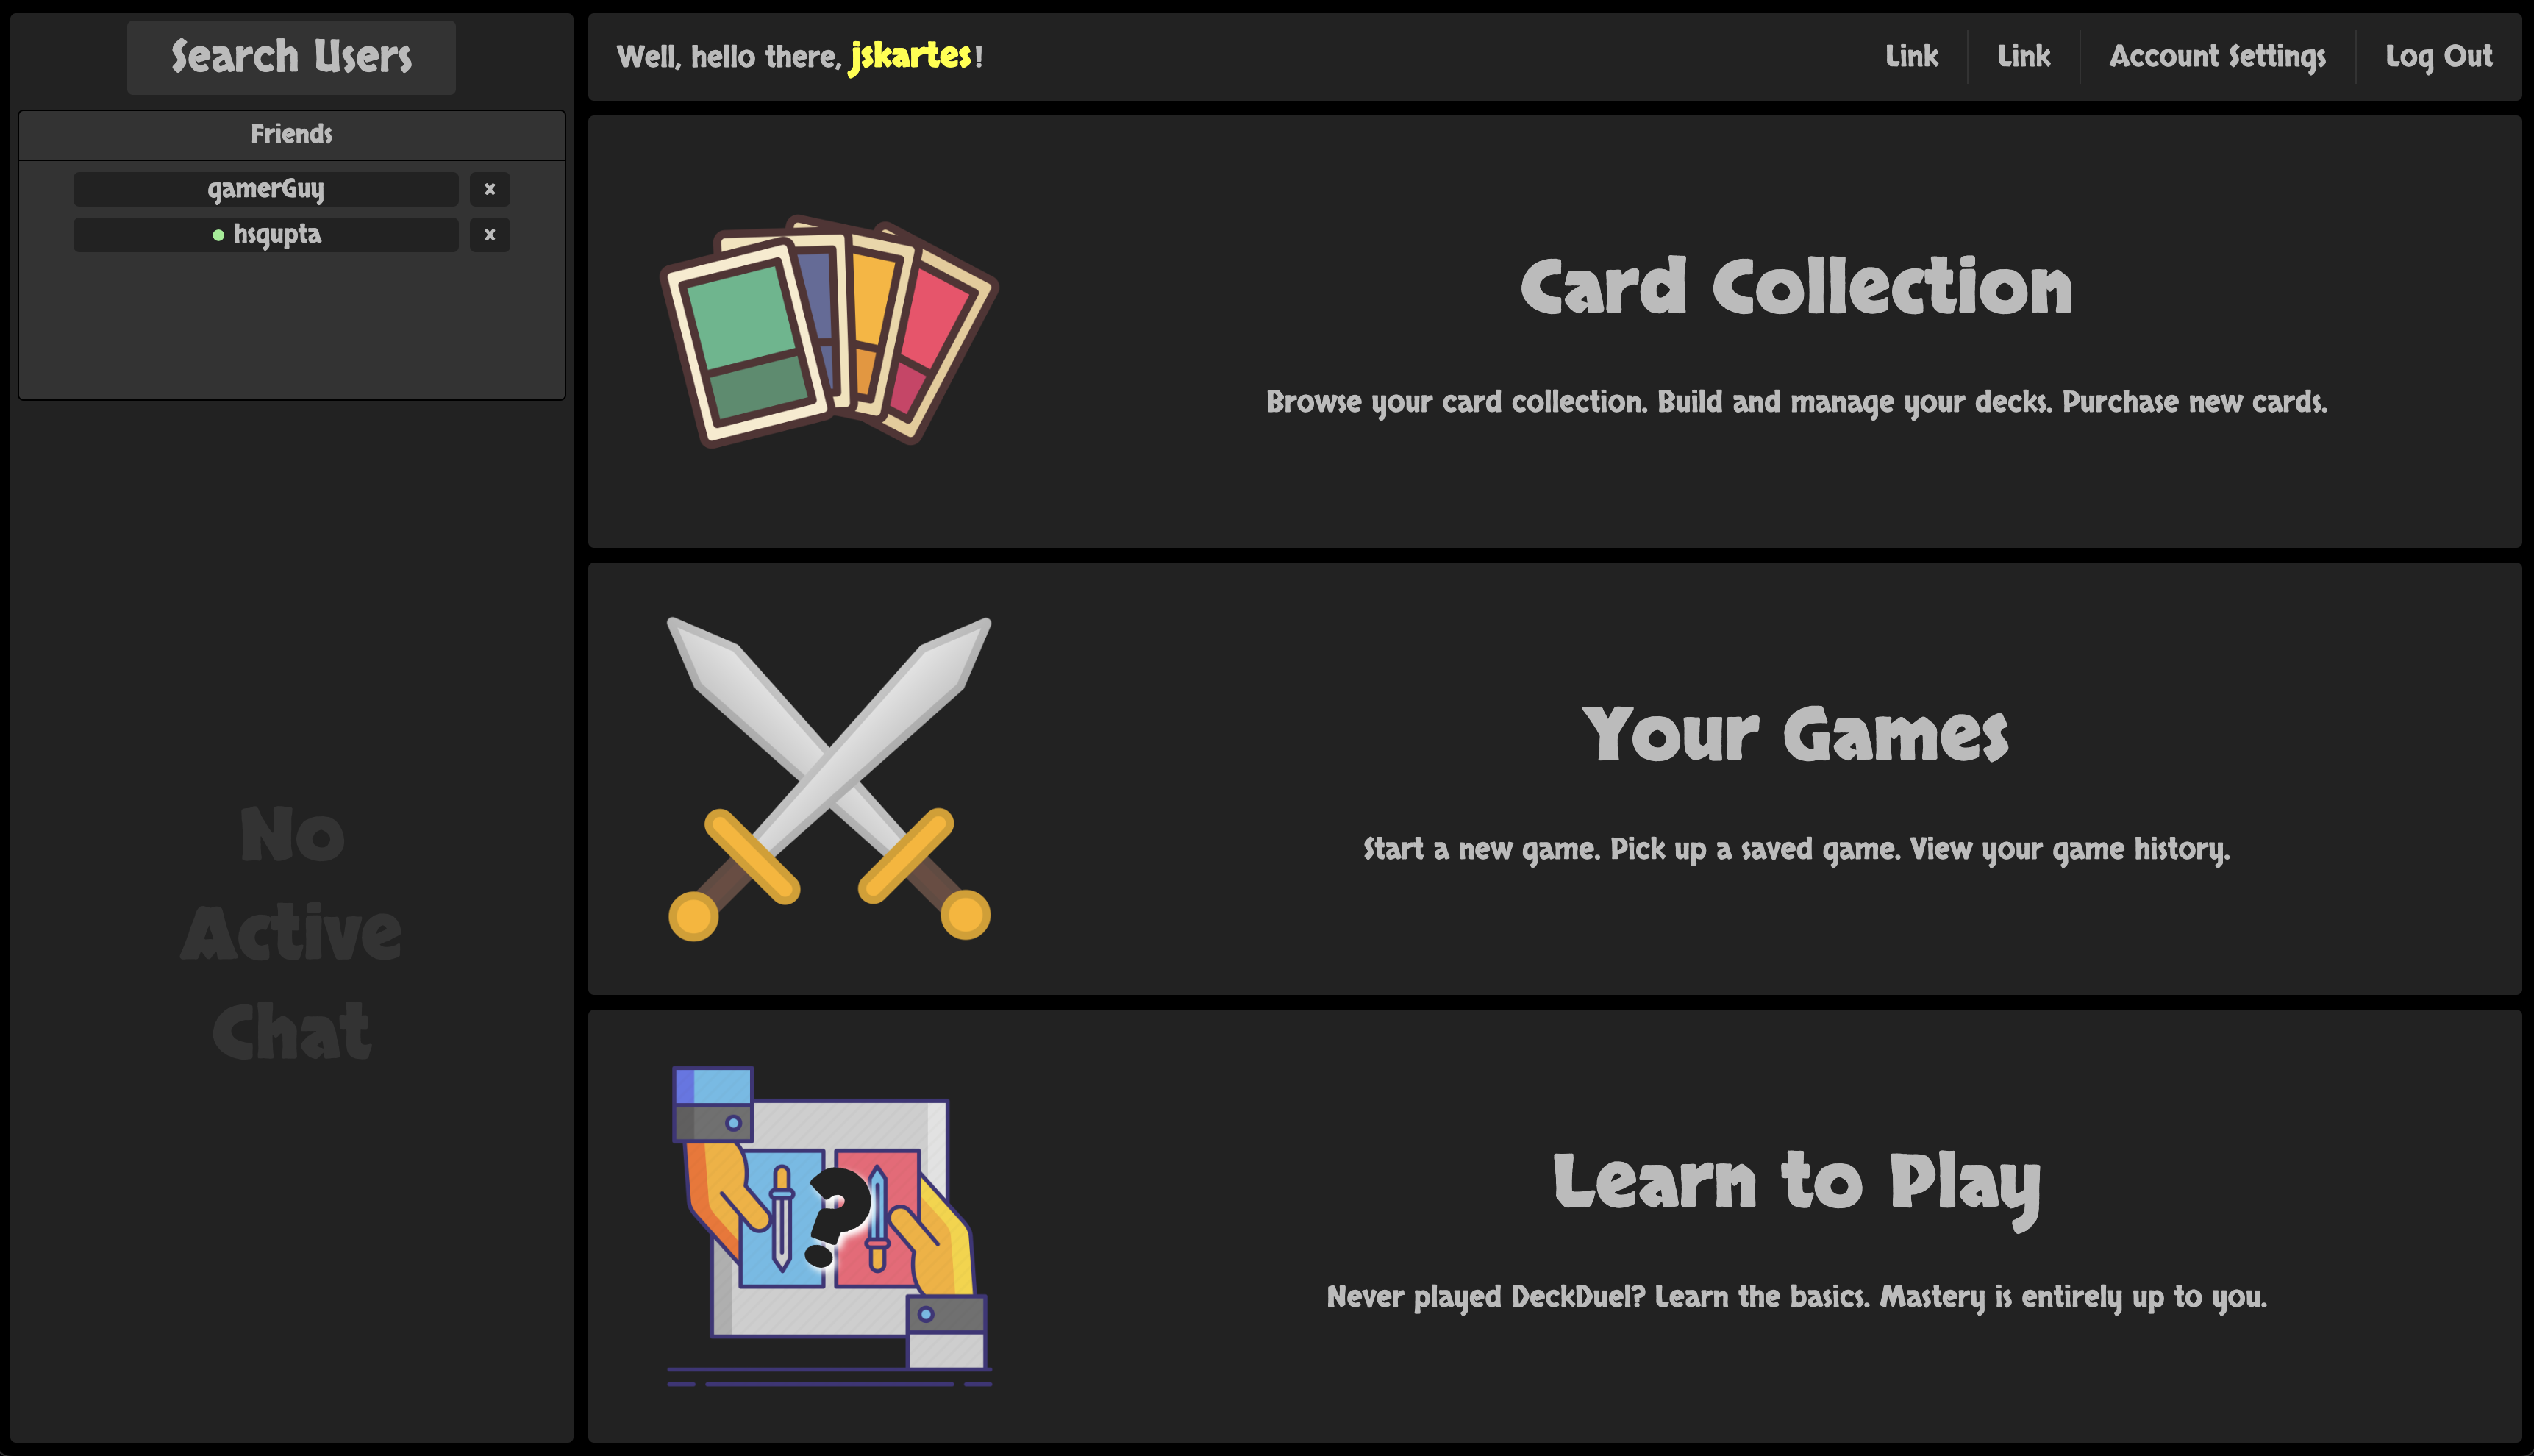 Search Users
Friends
gamerGuy ×
hsgupta ×
No
Active
Chat
Well, hello there, jskartes!
Link
Link
Account Settings
Log Out
Card Collection
Browse your card collection. Build and manage your decks. Purchase new cards.
Your Games
Start a new game. Pick up a saved game. View your game history.
?
Learn to Play
Never played DeckDuel? Learn the basics. Mastery is entirely up to you.